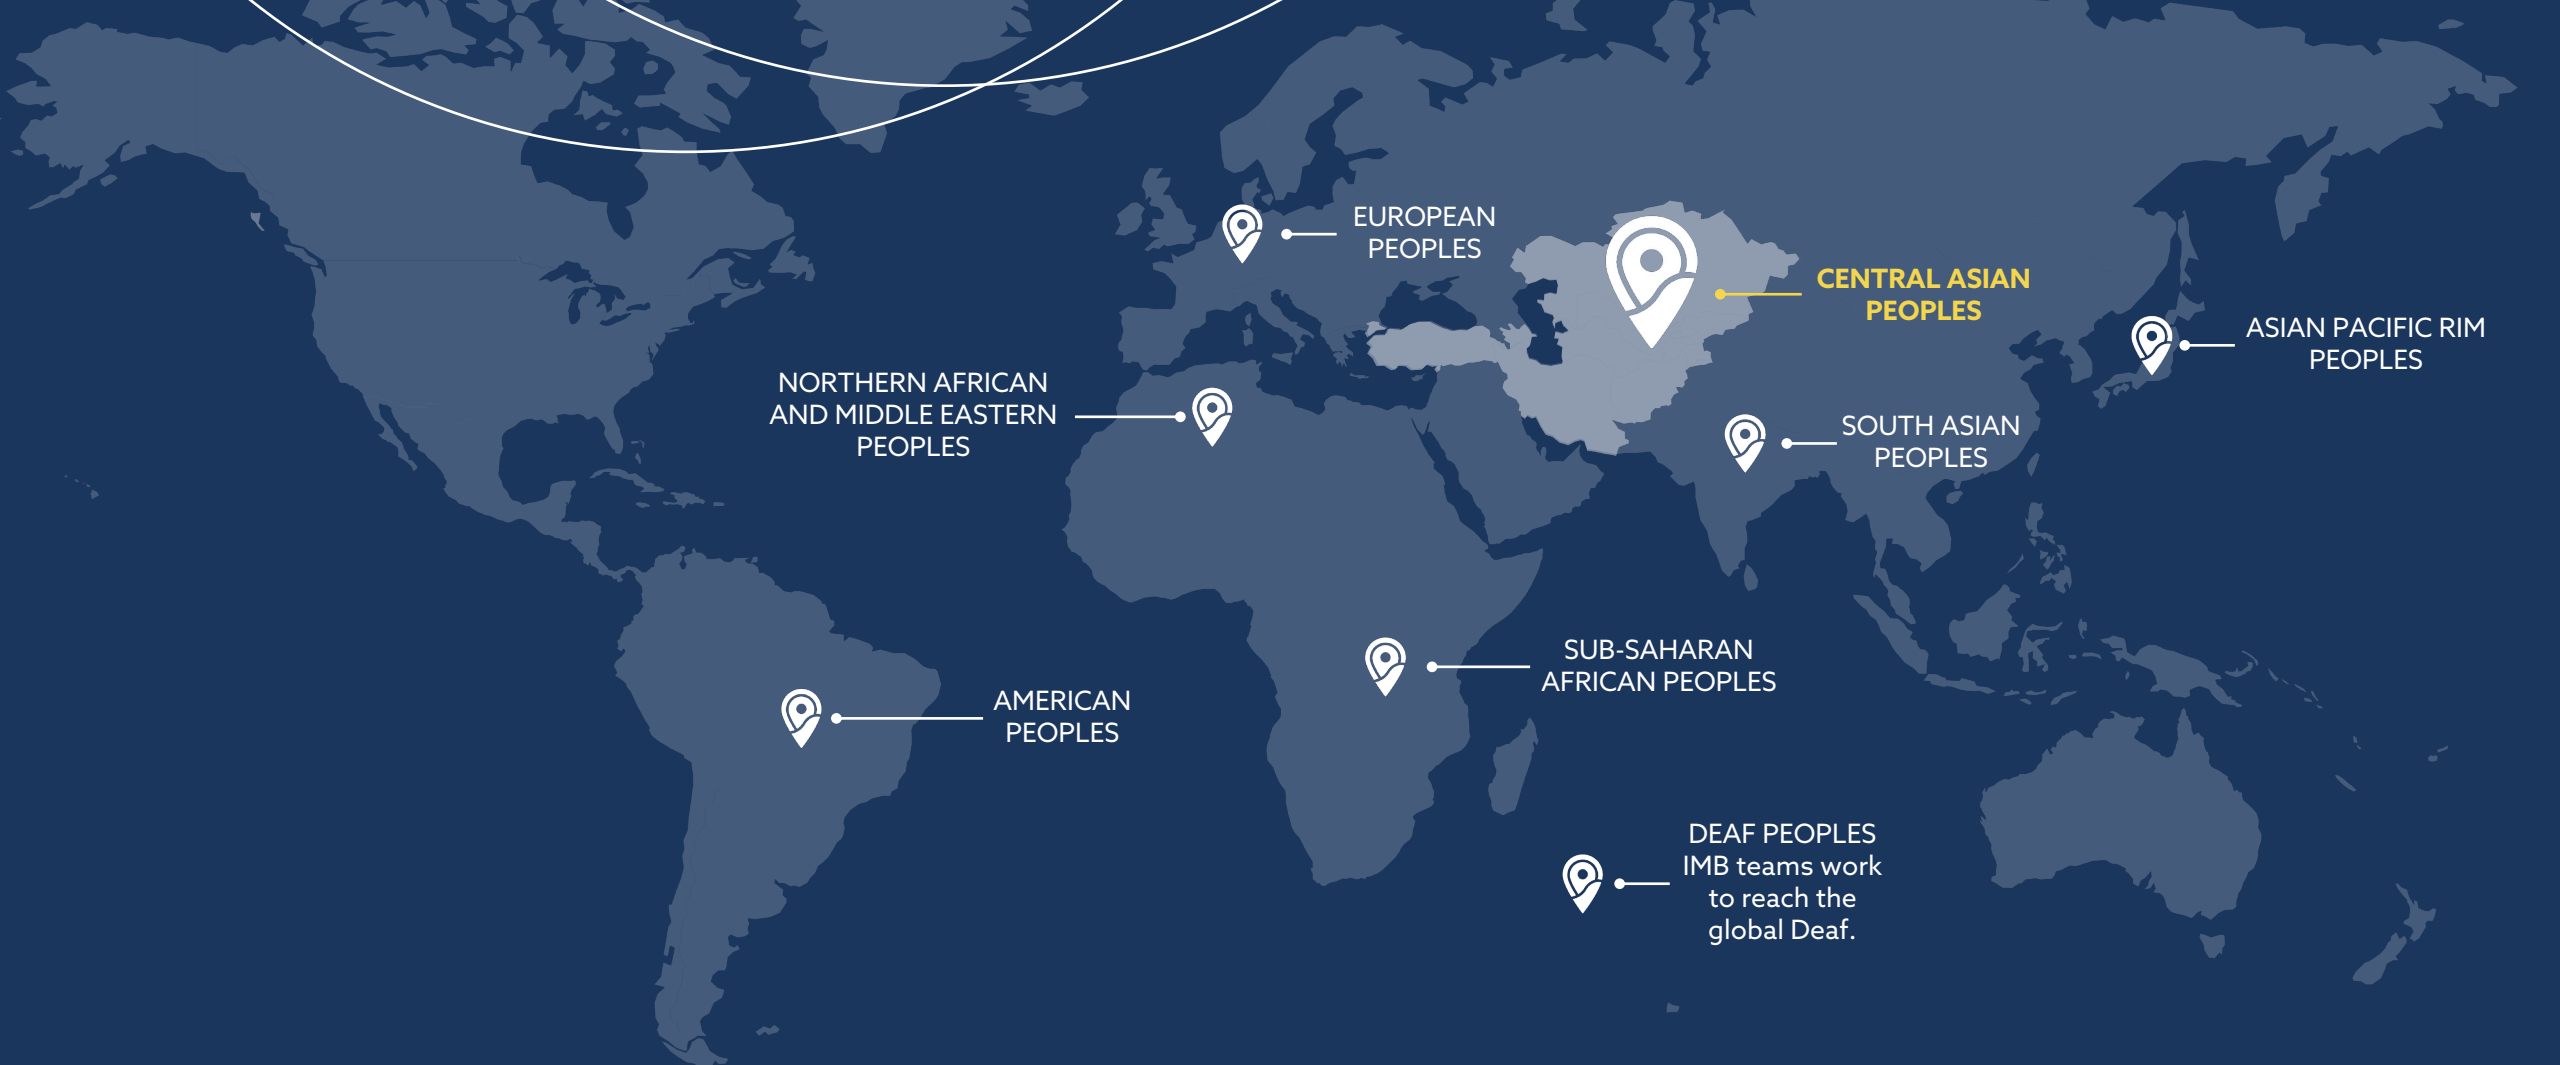 EUROPEAN
PEOPLES
CENTRAL ASIAN
PEOPLES
ASIAN PACIFIC RIM
PEOPLES
NORTHERN AFRICAN
AND MIDDLE EASTERN
PEOPLES
SOUTH ASIAN
PEOPLES
SUB-SAHARAN
AFRICAN PEOPLES
AMERICAN
PEOPLES
DEAF PEOPLES
IMB teams work
to reach the
global Deaf.